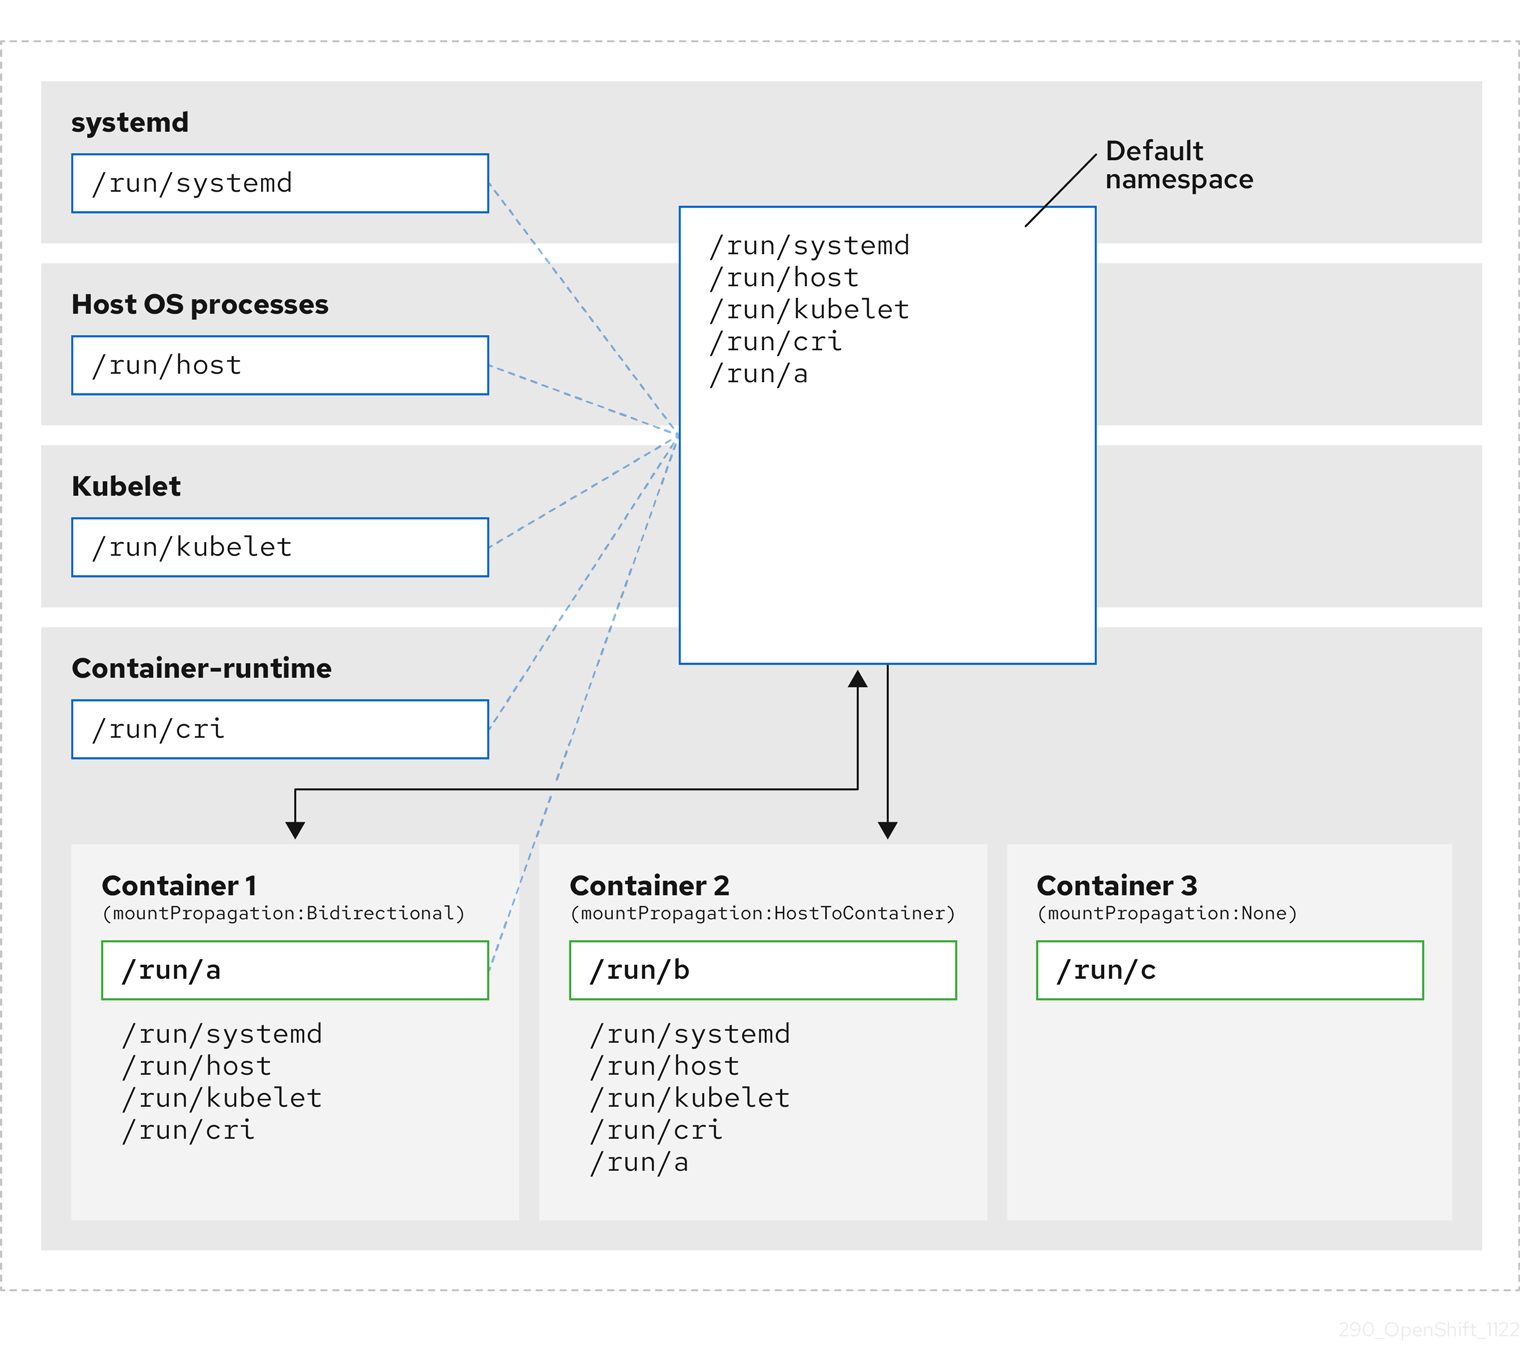 systemd
/run/systemd
Default
namespace
/run/systemd
/run/host
/run/kubelet
/run/cri
/run/a
Host OS processes
/run/host
Kubelet
/run/kubelet
Container-runtime
/run/cri
Container 1
(mountPropagation:Bidirectional)
/run/a
/run/systemd
/run/host
/run/kubelet
/run/cri
Container 2
(mountPropagation:HostToContainer)
/run/b
/run/systemd
/run/host
/run/kubelet
/run/cri
/run/a
Container 3
(mountPropagation:None)
/run/c
290_OpenShift_1122